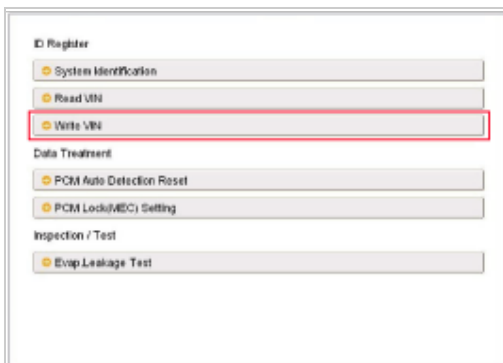 ID Register
System Identification
Read VIN
Write VIN
Data Treatment
PCM Auto Detection Reset
PCM Lock(MEC) Setting
Inspection / Test
Evap.Leakage Test